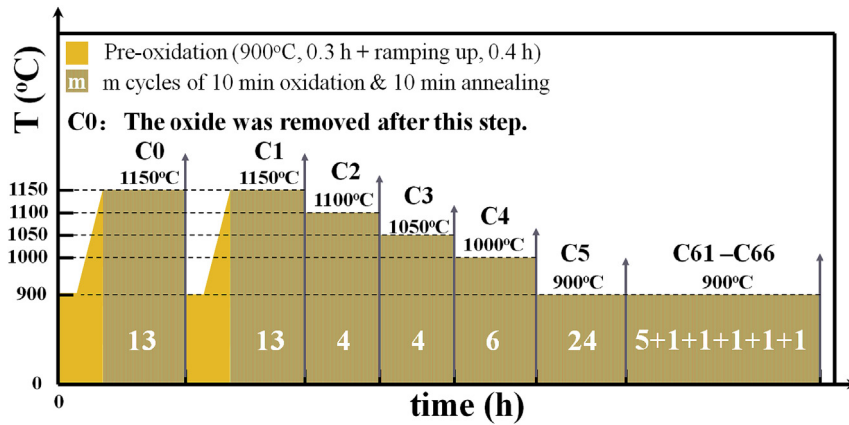 Pre-oxidation (900°C, 0.3 h + ramping up, 0.4 h)
m m cycles of 10 min oxidation & 10 min annealing
C0： The oxide was removed after this step.
T (°C)
C0
1150°C
C1
1150°C
C2
1100°C
C3
1050°C
C4
1000°C
C5
900°C
C61 –C66
900°C
1150
1100
1050
1000
900
0
13
13
4
4
6
24
5+1+1+1+1+1
0
time (h)